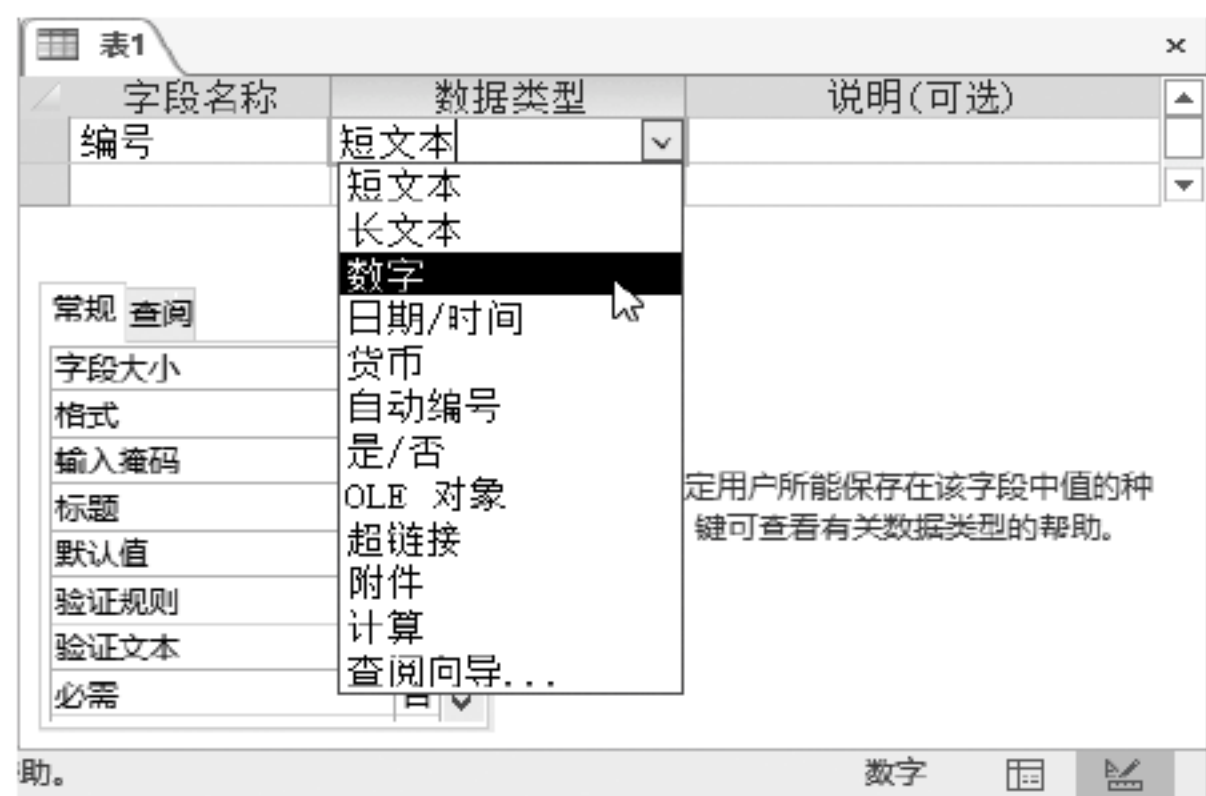 表1
字段名称 数据类型 说明(可选)
编号 短文本
短文本
长文本
数字
日期/时间
货币
自动编号
是/否
OLE 对象
超链接
附件
计算
查阅向导...
常规 查阅
字段大小
格式
输入掩码
标题
默认值
验证规则
验证文本
必需
定用户所能保存在该字段中值的种
键可查看有关数据类型的帮助。
助。 数字